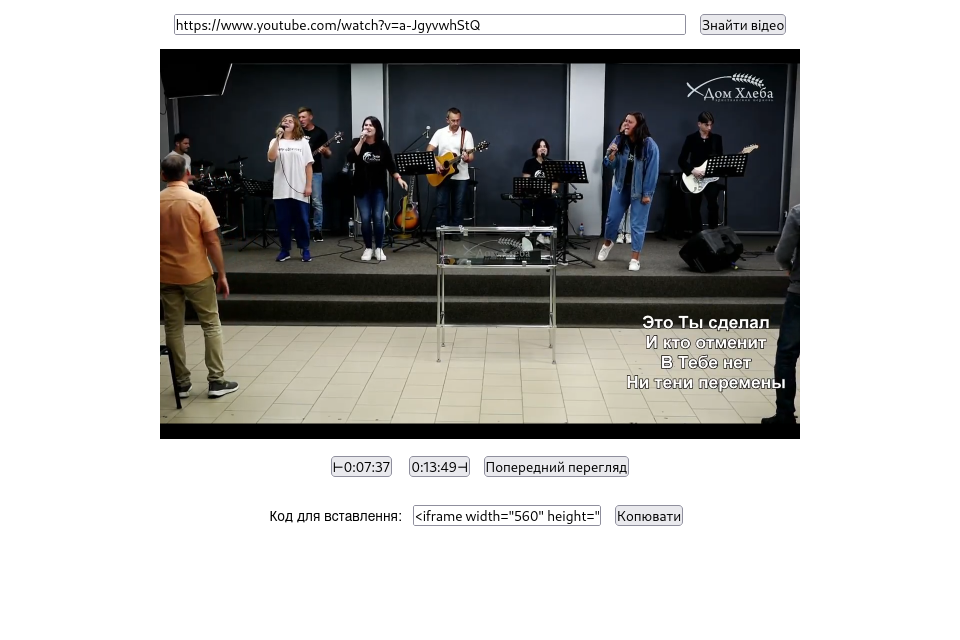 https://www.youtube.com/watch?v=a-JgyvwhStQ
Знайти відео
Дом Хлеба
Это Ты сделал
И кто отменит
В Тебе нет
Ни тени перемены
⊢0:07:37
0:13:49⊣
Попередний перегляд
Код для вставлення:
<iframe width="560" height="
Копювати